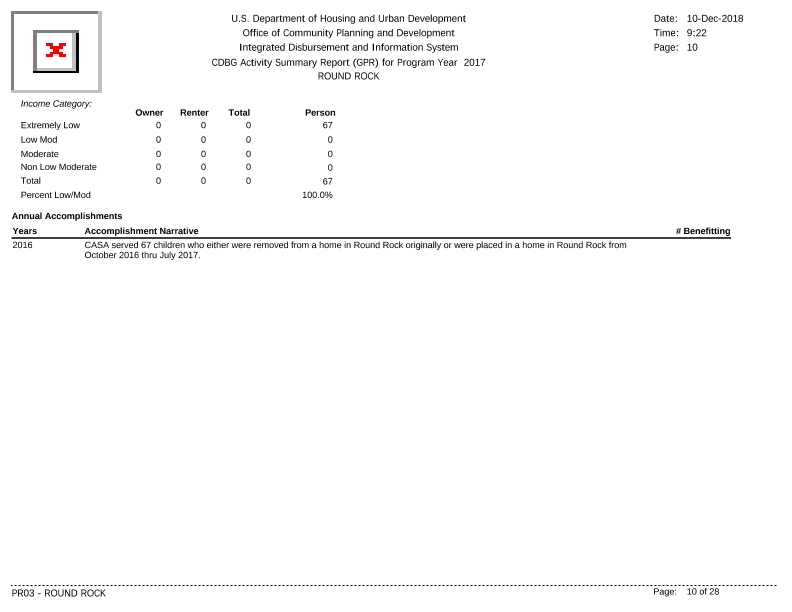 U.S. Department of Housing and Urban Development
Office of Community Planning and Development
Integrated Disbursement and Information System
CDBG Activity Summary Report (GPR) for Program Year 2017
ROUND ROCK
Date: 10-Dec-2018
Time: 9:22
Page: 10
Income Category:
Owner Renter Total Person
Extremely Low 0 0 0 67
Low Mod 0 0 0 0
Moderate 0 0 0 0
Non Low Moderate 0 0 0 0
Total 0 0 0 67
Percent Low/Mod 100.0%
Annual Accomplishments
Years Accomplishment Narrative # Benefitting
2016 CASA served 67 children who either were removed from a home in Round Rock originally or were placed in a home in Round Rock from
October 2016 thru July 2017.
PR03 - ROUND ROCK Page: 10 of 28